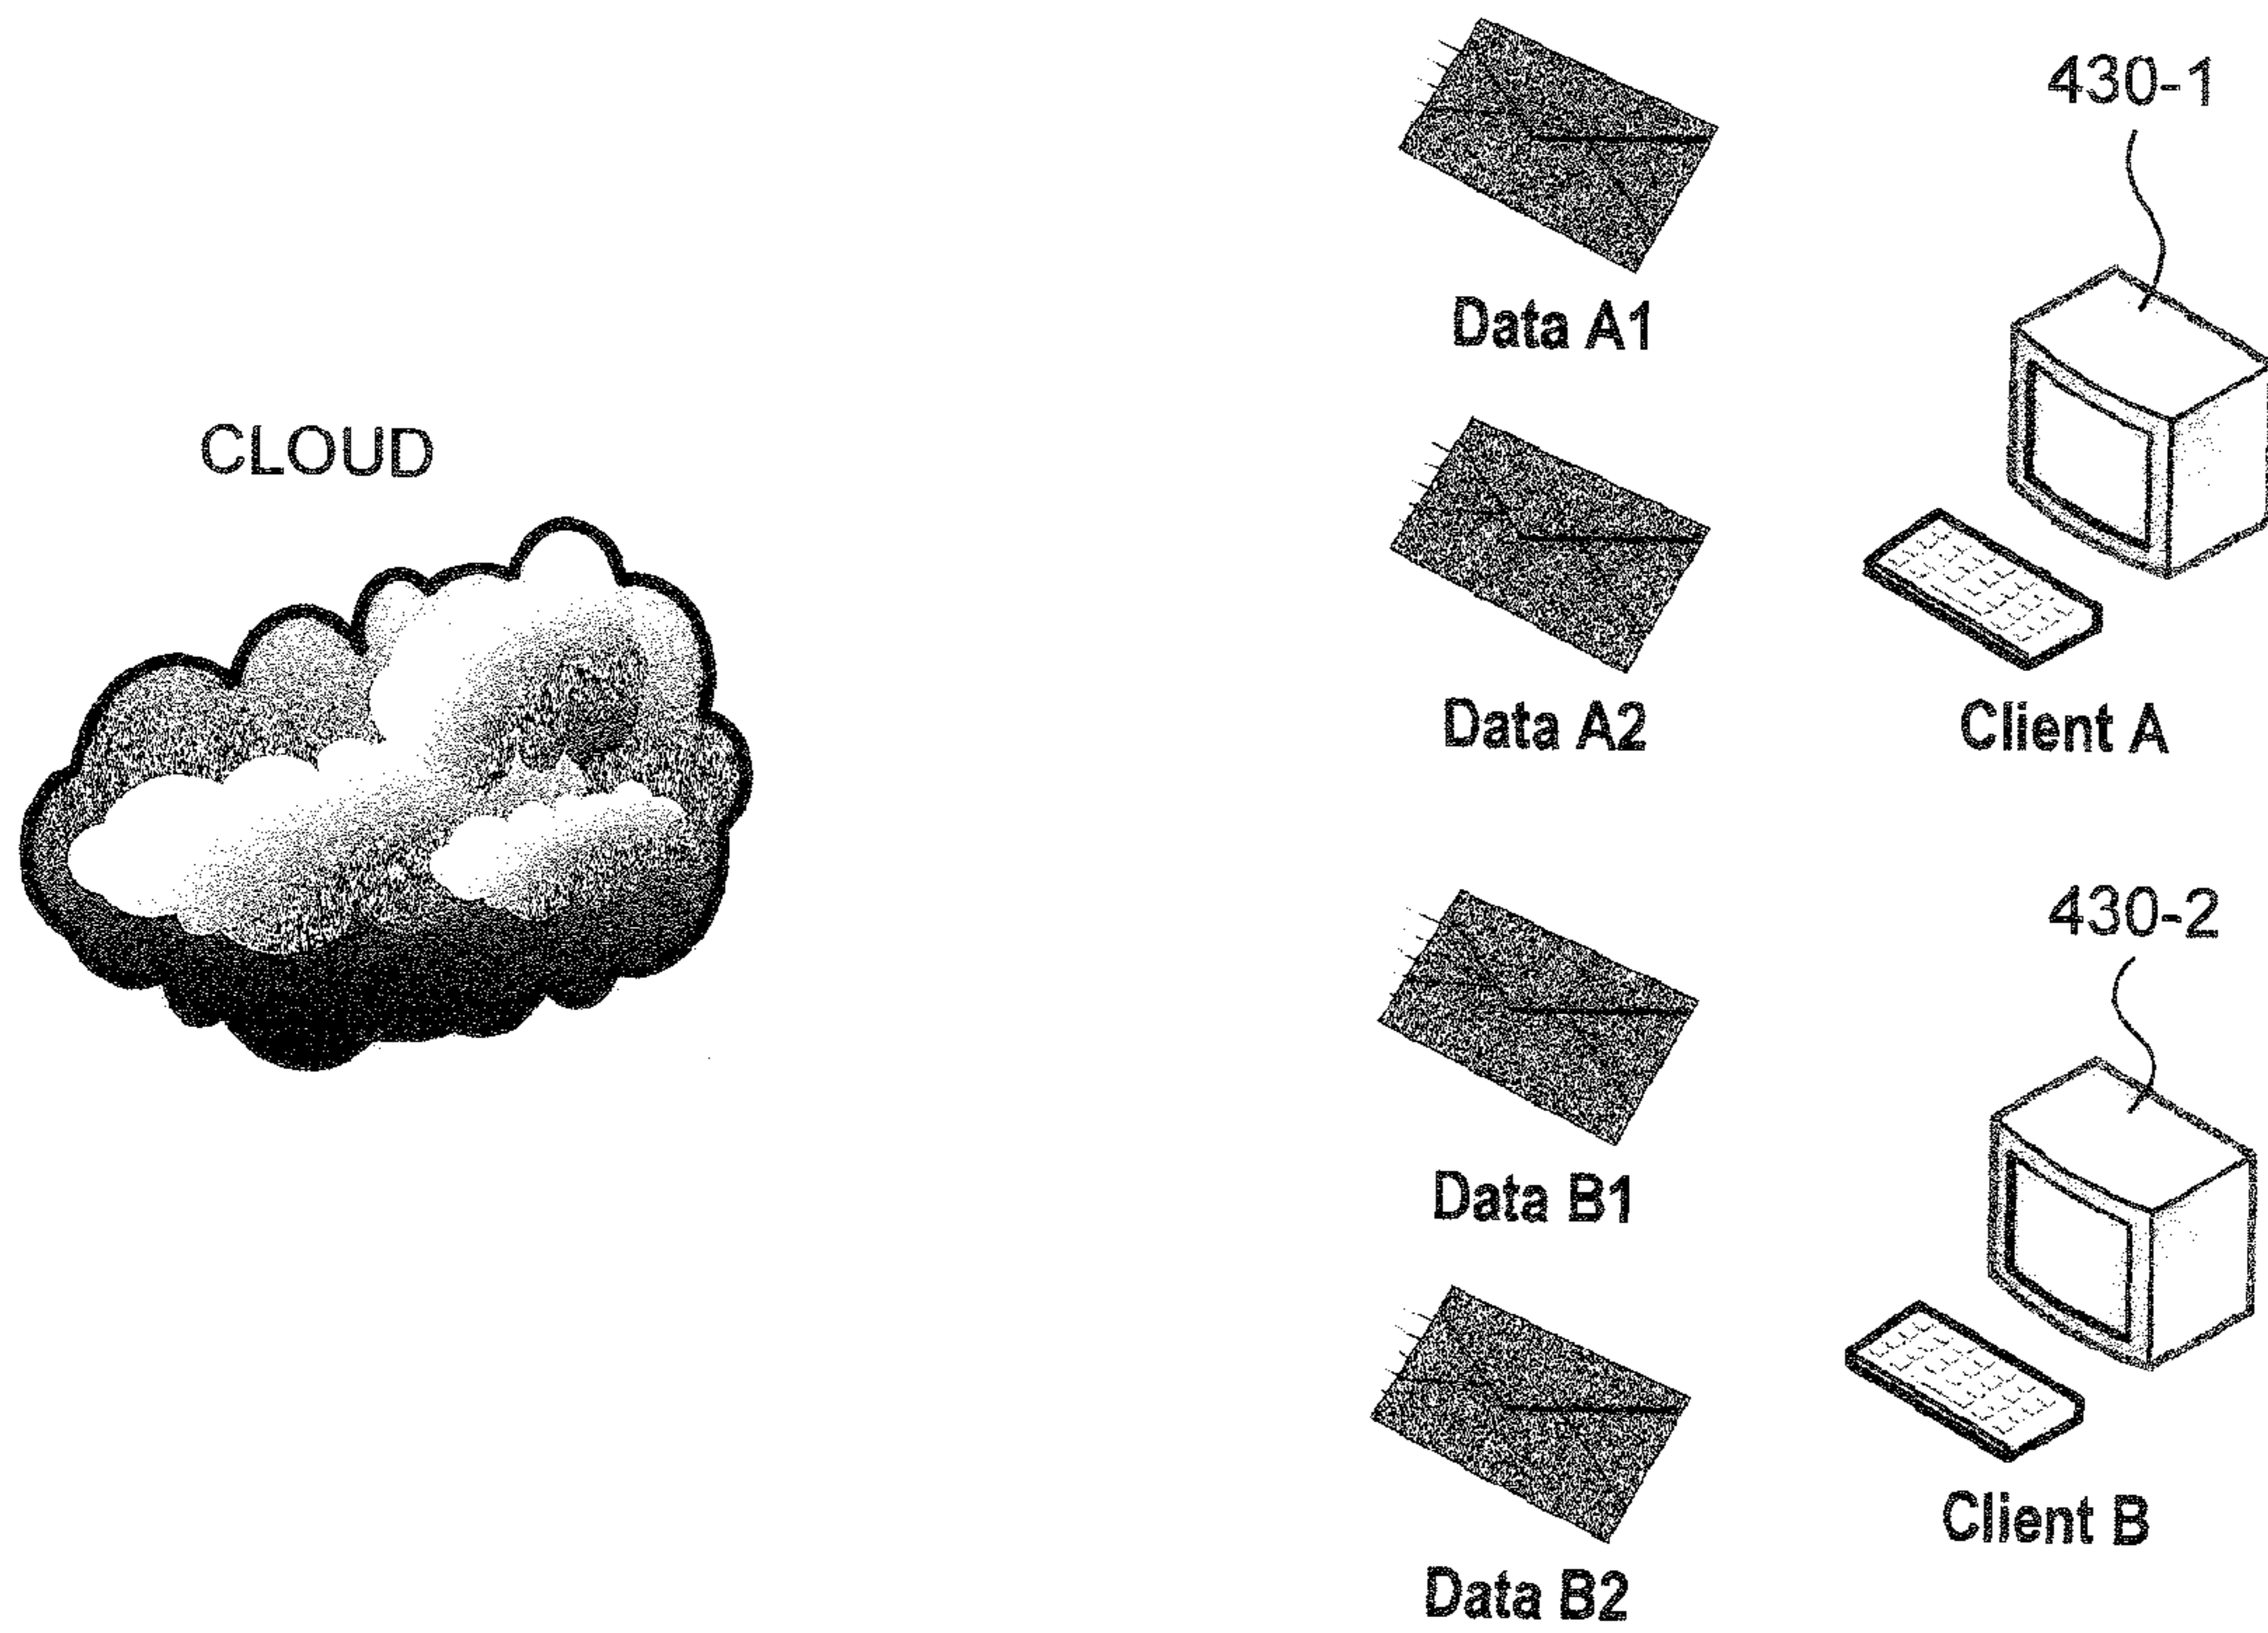 430-1
Data A1
CLOUD
Data A2
Client A
430-2
Data B1
Client B
Data B2